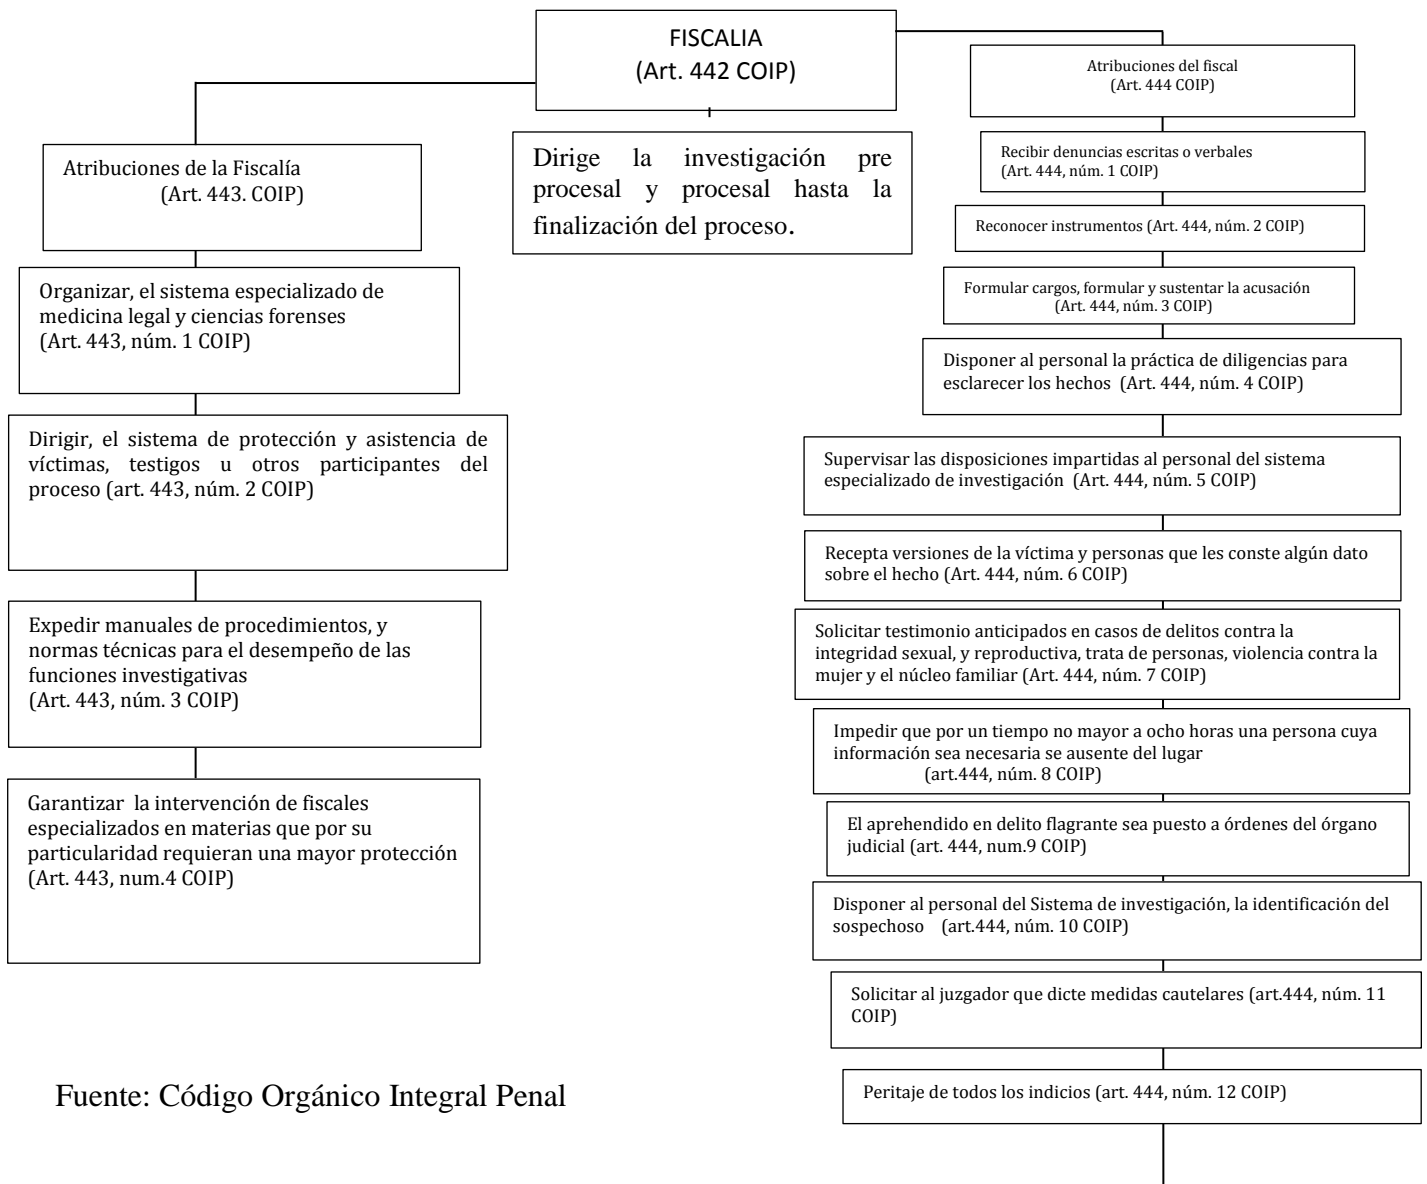 FISCALIA
(Art. 442 COIP)
Dirige la investigación pre
procesal y procesal hasta la
finalización del proceso.
Atribuciones de la Fiscalía
(Art. 443. COIP)
Organizar, el sistema especializado de
medicina legal y ciencias forenses
(Art. 443, núm. 1 COIP)
Dirigir, el sistema de protección y asistencia de
víctimas, testigos u otros participantes del
proceso (art. 443, núm. 2 COIP)
Expedir manuales de procedimientos, y
normas técnicas para el desempeño de las
funciones investigativas
(Art. 443, núm. 3 COIP)
Garantizar la intervención de fiscales
especializados en materias que por su
particularidad requieran una mayor protección
(Art. 443, num.4 COIP)
Atribuciones del fiscal
(Art. 444 COIP)
Recibir denuncias escritas o verbales
(Art. 444, núm. 1 COIP)
Reconocer instrumentos (Art. 444, núm. 2 COIP)
Formular cargos, formular y sustentar la acusación
(Art. 444, núm. 3 COIP)
Disponer al personal la práctica de diligencias para
esclarecer los hechos (Art. 444, núm. 4 COIP)
Supervisar las disposiciones impartidas al personal del sistema
especializado de investigación (Art. 444, núm. 5 COIP)
Recepta versiones de la víctima y personas que les conste algún dato
sobre el hecho (Art. 444, núm. 6 COIP)
Solicitar testimonio anticipados en casos de delitos contra la
integridad sexual, y reproductiva, trata de personas, violencia contra la
mujer y el núcleo familiar (Art. 444, núm. 7 COIP)
Impedir que por un tiempo no mayor a ocho horas una persona cuya
información sea necesaria se ausente del lugar
(art.444, núm. 8 COIP)
El aprehendido en delito flagrante sea puesto a órdenes del órgano
judicial (art. 444, num.9 COIP)
Disponer al personal del Sistema de investigación, la identificación del
sospechoso (art.444, núm. 10 COIP)
Solicitar al juzgador que dicte medidas cautelares (art.444, núm. 11
COIP)
Peritaje de todos los indicios (art. 444, núm. 12 COIP)
Fuente: Código Orgánico Integral Penal